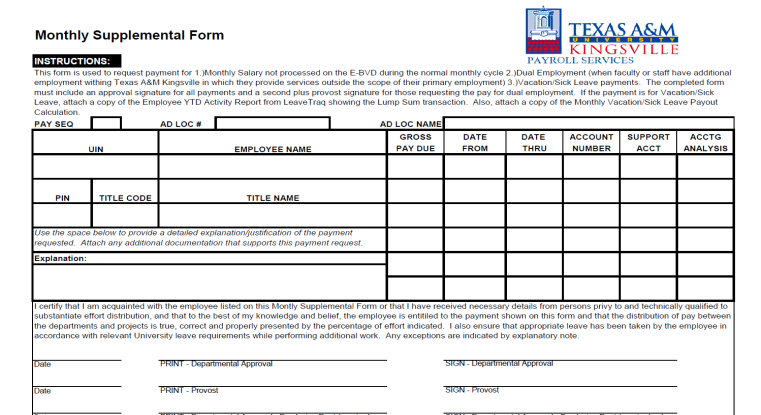 Monthly Supplemental Form
TEXAS A&M
UNIVERSITY
KINGSVILLE
PAYROLL SERVICES
INSTRUCTIONS:
This form is used to request payment for 1.)Monthly Salary not processed on the E-BVD during the normal monthly cycle 2.)Dual Employment (when faculty or staff have additional
employment withing Texas A&M Kingsville in which they provide services outside the scope of their primary employment) 3.)Vacation/Sick Leave payments. The completed form
must include an approval signature for all payments and a second plus provost signature for those requesting the pay for dual employment. If the payment is for Vacation/Sick
Leave, attach a copy of the Employee YTD Activity Report from LeaveTraq showing the Lump Sum transaction. Also, attach a copy of the Monthly Vacation/Sick Leave Payout
Calculation.
PAY SEQ AD LOC # AD LOC NAME
UIN EMPLOYEE NAME GROSS PAY DUE DATE FROM DATE THRU ACCOUNT NUMBER SUPPORT ACCT ACCTG ANALYSIS
PIN TITLE CODE TITLE NAME
Use the space below to provide a detailed explanation/justification of the payment
requested. Attach any additional documentation that supports this payment request.
Explanation:
I certify that I am acquainted with the employee listed on this Montly Supplemental Form or that I have received necessary details from persons privy to and technically qualified to
substantiate effort distribution, and that to the best of my knowledge and belief, the employee is entitiled to the payment shown on this form and that the distribution of pay between
the departments and projects is true, correct and properly presented by the percentage of effort indicated. I also ensure that appropriate leave has been taken by the employee in
accordance with relevant University leave requirements while performing additional work. Any exceptions are indicated by explanatory note.
Date PRINT - Departmental Approval SIGN - Departmental Approval
Date PRINT - Provost SIGN - Provost